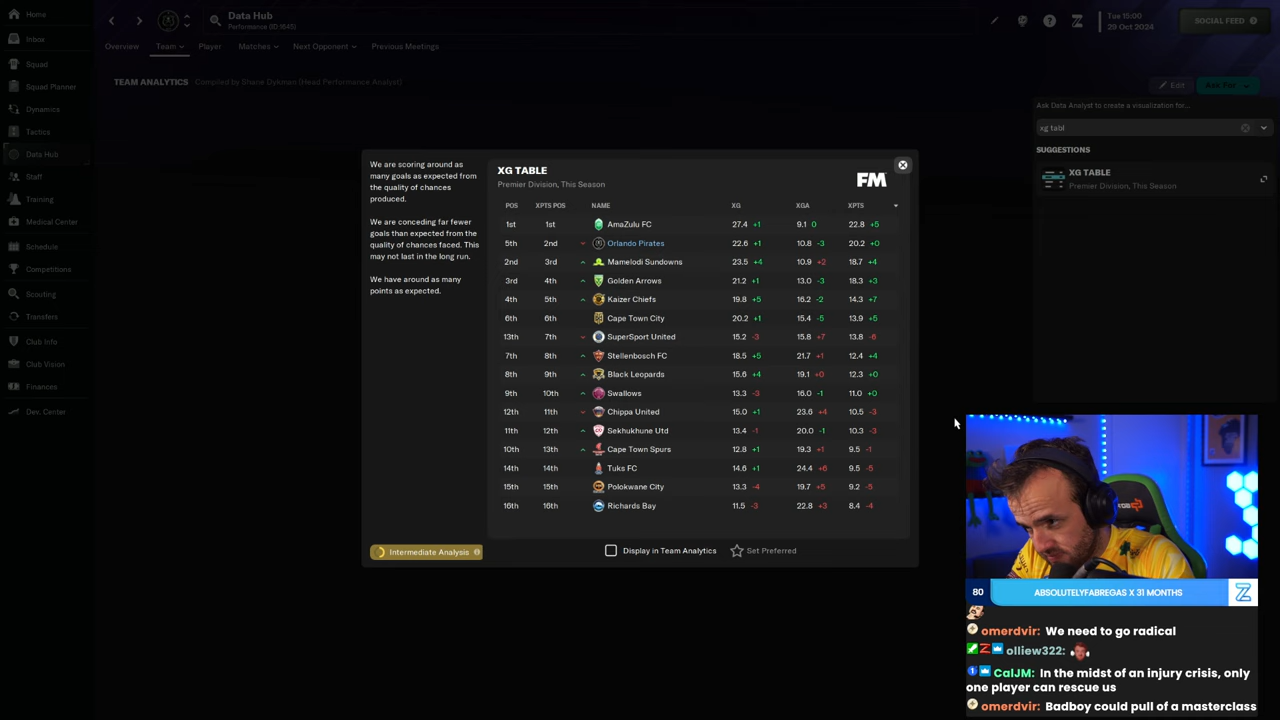 Home
Inbox
Squad
Squad Planner
Dynamics
Tactics
Data Hub
Staff
Training
Medical Center
Schedule
Competitions
Scouting
Transfers
Club Info
Club Vision
Finances
Dev. Center
Data Hub
Performance (ID:1645)
Tue 15:00
29 Oct 2024
SOCIAL FEED
Overview Team Player Matches Next Opponent Previous Meetings
TEAM ANALYTICS Compiled by Shane Dyeman (Head Performance Analyst)
Edit
Ask For
Ask Data Analyst to create a visualization for...
xg tabl
SUGGESTIONS
XG TABLE
Premier Division, This Season
We are scoring around as
many goals as expected from
the quality of chances
produced.
We are conceding far fewer
goals than expected from the
quality of chances faced. This
may not last in the long run.
We have around as many
points as expected.
Intermediate Analysis
XG TABLE
Premier Division, This Season
FM
POS XPTS POS NAME XG XGA XPTS
1st 1st AmaZulu FC 27.4 +1 9.1 0 22.8 +5
5th 2nd Orlando Pirates 22.6 +1 10.8 -3 20.2 +0
2nd 3rd Mamelodi Sundowns 23.5 +4 10.9 +2 18.7 +4
3rd 4th Golden Arrows 21.2 +1 13.0 -3 18.3 +3
4th 5th Kaizer Chiefs 19.8 +5 16.2 -2 14.3 +7
6th 6th Cape Town City 20.2 +1 15.4 -5 13.9 +5
13th 7th SuperSport United 15.2 -3 15.8 +7 13.8 -6
7th 8th Stellenbosch FC 18.5 +5 21.7 +1 12.4 +4
8th 9th Black Leopards 15.6 +4 19.1 +0 12.3 +0
9th 10th Swallows 13.3 -3 16.0 -1 11.0 +0
12th 11th Chippa United 15.0 +1 23.6 +4 10.5 -3
11th 12th Sekhukhune Utd 13.4 -1 20.0 -1 10.3 -3
10th 13th Cape Town Spurs 12.8 +1 19.3 +1 9.5 -1
14th 14th Tuks FC 14.6 +1 24.4 +6 9.5 -5
15th 15th Polokwane City 13.3 -4 19.7 +5 9.2 -5
16th 16th Richards Bay 11.5 -3 22.8 +3 8.4 -4
Display in Team Analytics Set Preferred
80 ABSOLUTELYFABREGAS X 31 MONTHS Z
omerdvir: We need to go radical
olliew322:
CalJM: In the midst of an injury crisis, only
one player can rescue us
omerdvir: Badboy could pull of a masterclass